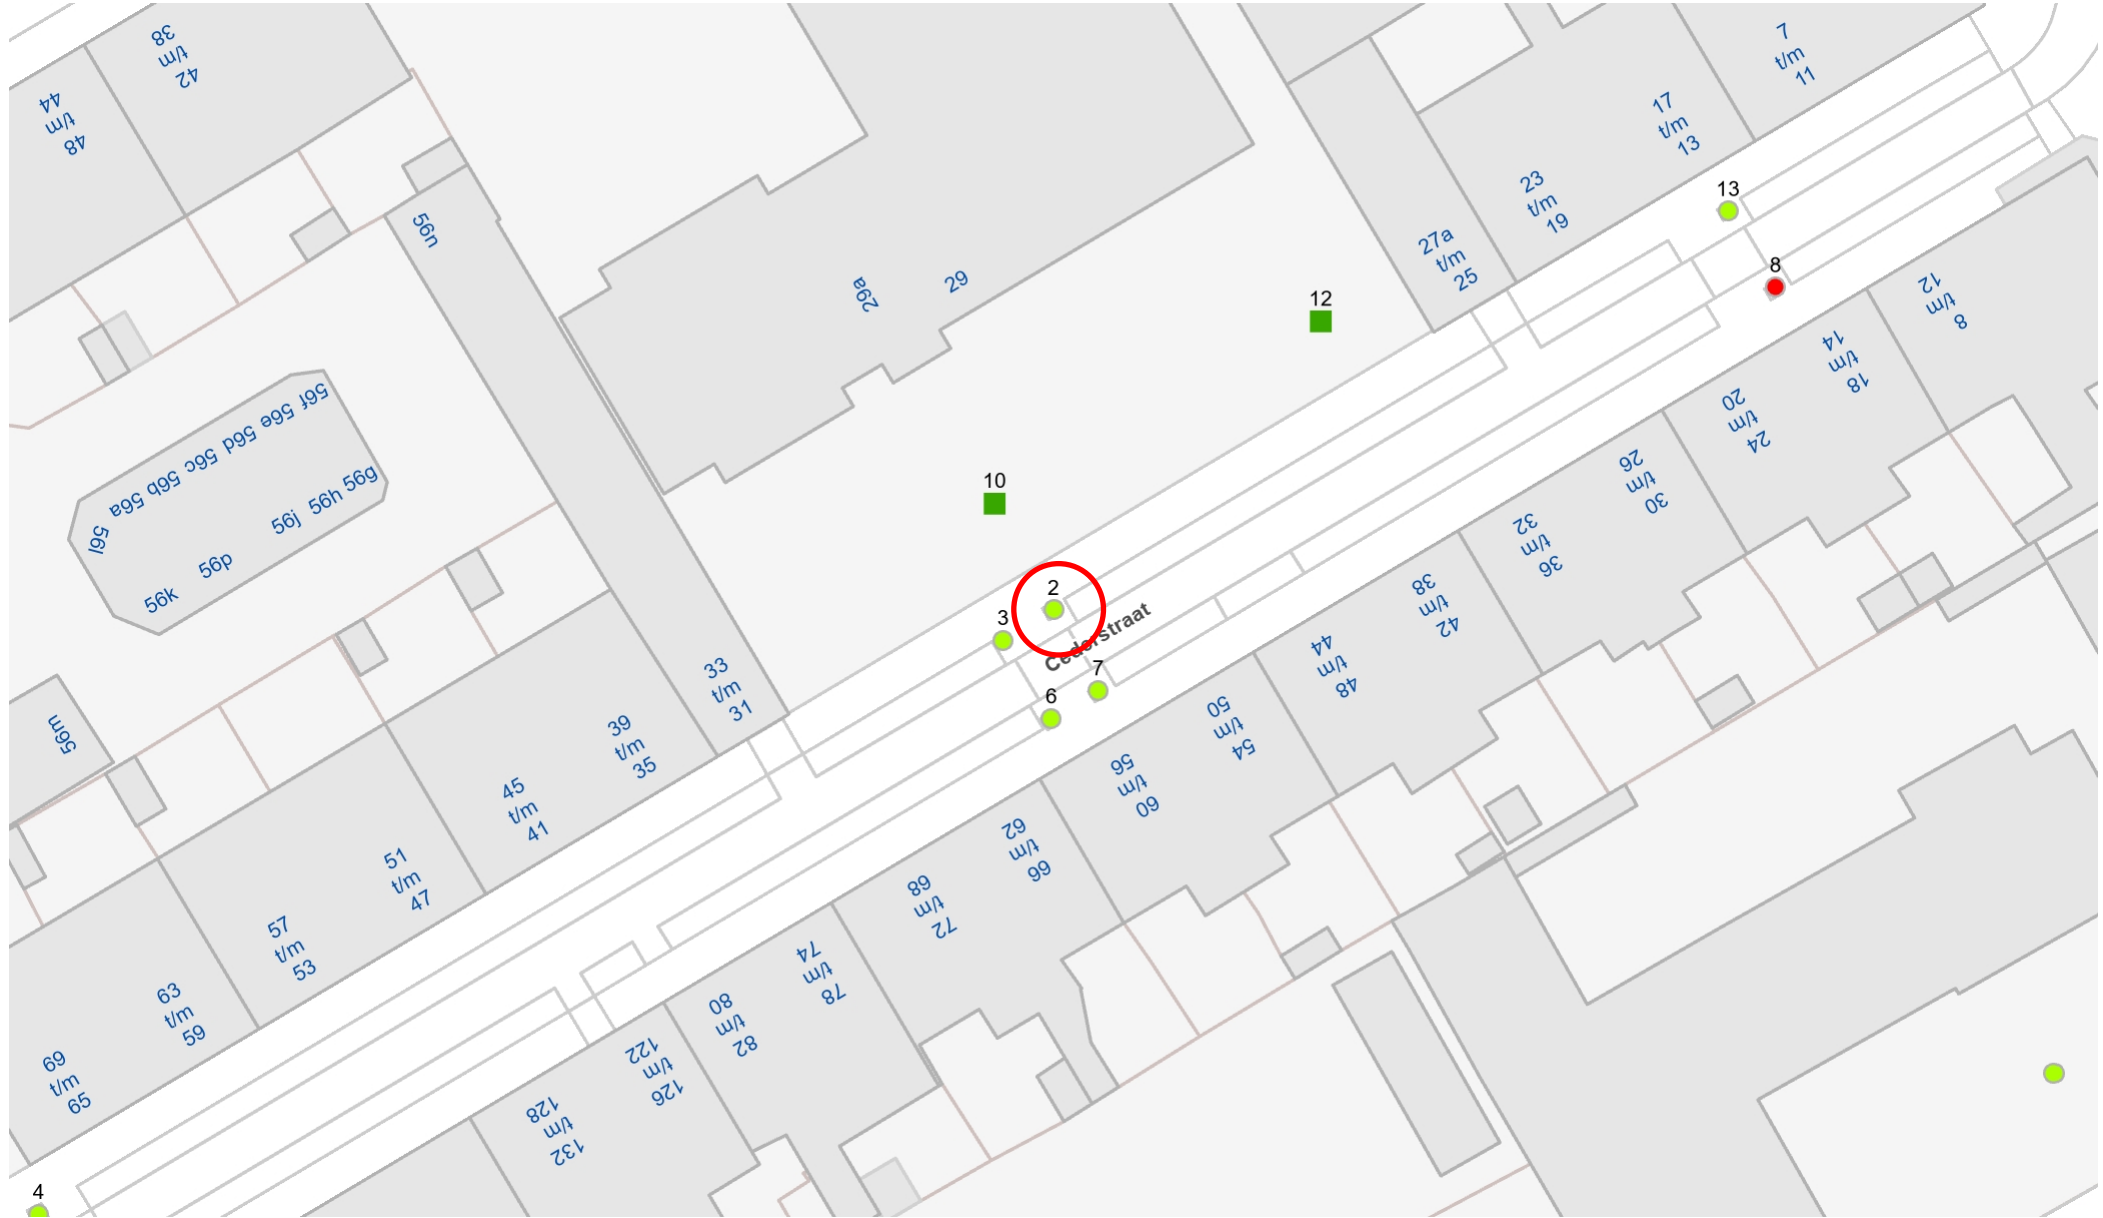 38
t/m
42
44
t/m
48
56n
7
t/m
11
17
t/m
13
23
t/m
19
27a
t/m
25
13
8
12
t/m
8
14
t/m
18
20
t/m
24
26
t/m
30
32
t/m
36
38
t/m
42
44
t/m
48
50
t/m
54
56
t/m
60
62
t/m
66
68
t/m
72
74
t/m
78
80
t/m
82
122
t/m
126
128
t/m
132
29a
29
12
10
2
3
Cederstraat
7
6
56l
56a 56b 56c 56d 56e 56f
56k
56p
56j 56h 56g
56m
33
t/m
31
39
t/m
35
45
t/m
41
51
t/m
47
57
t/m
53
63
t/m
59
69
t/m
65
4